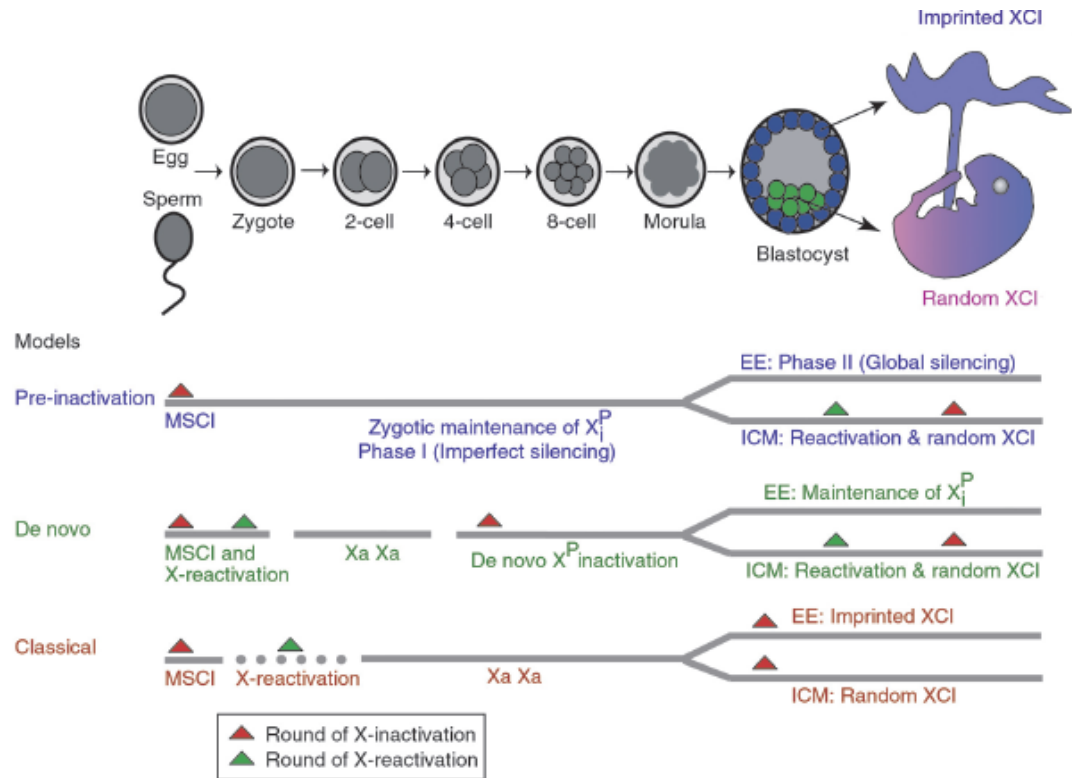 Imprinted XCI
Egg
Sperm
Zygote
2-cell
4-cell
8-cell
Morula
Blastocyst
Random XCI
Models
Pre-inactivation
MSCI
Zygotic maintenance of XiP
Phase I (Imperfect silencing)
EE: Phase II (Global silencing)
ICM: Reactivation & random XCI
De novo
MSCI and
X-reactivation
Xa Xa
De novo XP inactivation
EE: Maintenance of XiP
ICM: Reactivation & random XCI
Classical
MSCI
X-reactivation
Xa Xa
EE: Imprinted XCI
ICM: Random XCI
Round of X-inactivation
Round of X-reactivation